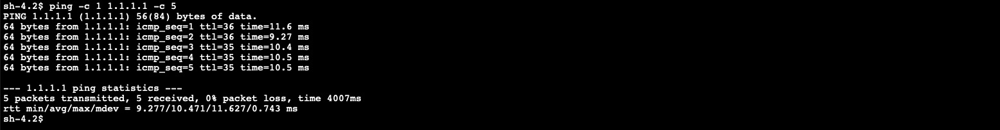 sh-4.2$ ping -c 1 1.1.1.1 -c 5
PING 1.1.1.1 (1.1.1.1) 56(84) bytes of data.
64 bytes from 1.1.1.1: icmp_seq=1 ttl=36 time=11.6 ms
64 bytes from 1.1.1.1: icmp_seq=2 ttl=36 time=9.27 ms
64 bytes from 1.1.1.1: icmp_seq=3 ttl=35 time=10.4 ms
64 bytes from 1.1.1.1: icmp_seq=4 ttl=35 time=10.5 ms
64 bytes from 1.1.1.1: icmp_seq=5 ttl=35 time=10.5 ms

--- 1.1.1.1 ping statistics ---
5 packets transmitted, 5 received, 0% packet loss, time 4007ms
rtt min/avg/max/mdev = 9.277/10.471/11.627/0.743 ms
sh-4.2$